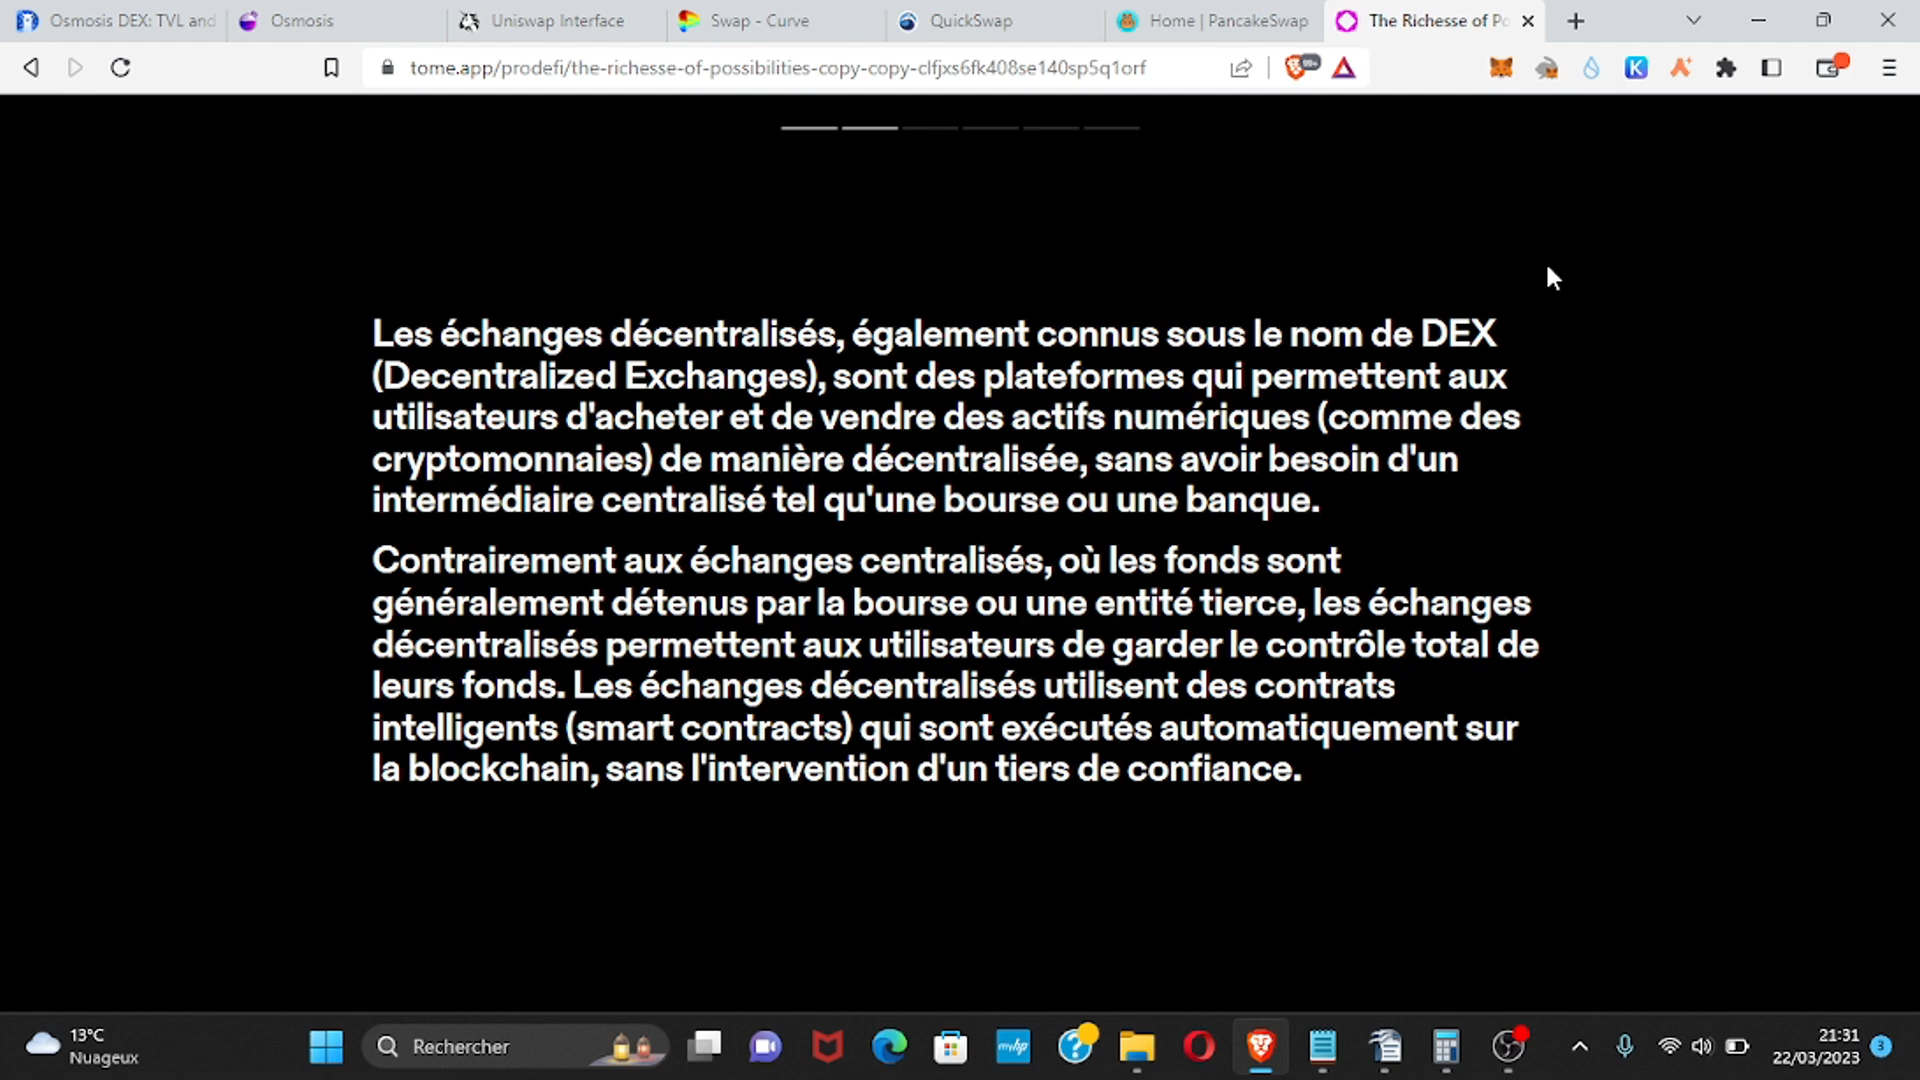 Osmosis DEX: TVL and
Osmosis
Uniswap Interface
Swap - Curve
QuickSwap
Home | PancakeSwap
The Richesse of Po
tome.app/prodefi/the-richesse-of-possibilities-copy-copy-clfjxs6fk408se140sp5q1orf
99+
Les échanges décentralisés, également connus sous le nom de DEX
(Decentralized Exchanges), sont des plateformes qui permettent aux
utilisateurs d'acheter et de vendre des actifs numériques (comme des
cryptomonnaies) de manière décentralisée, sans avoir besoin d'un
intermédiaire centralisé tel qu'une bourse ou une banque.
Contrairement aux échanges centralisés, où les fonds sont
généralement détenus par la bourse ou une entité tierce, les échanges
décentralisés permettent aux utilisateurs de garder le contrôle total de
leurs fonds. Les échanges décentralisés utilisent des contrats
intelligents (smart contracts) qui sont exécutés automatiquement sur
la blockchain, sans l'intervention d'un tiers de confiance.
13°C
Nuageux
Rechercher
myhp
21:31
22/03/2023
3